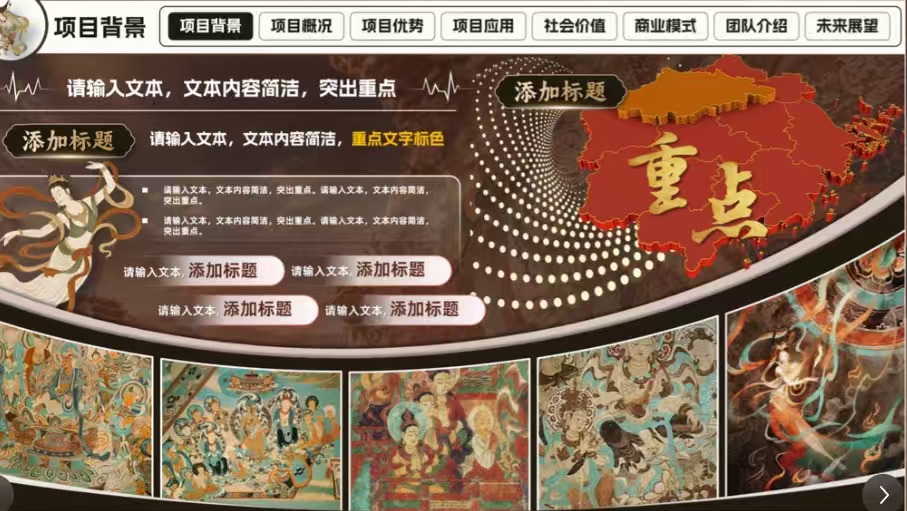 项目背景
项目背景 项目概况 项目优势 项目应用 社会价值 商业模式 团队介绍 未来展望
请输入文本，文本内容简洁，突出重点
添加标题
添加标题
请输入文本，文本内容简洁，重点文字标色
重点
请输入文本，文本内容简洁，突出重点。请输入文本，文本内容简洁，
突出重点。
请输入文本，文本内容简洁，突出重点。请输入文本，文本内容简洁，
突出重点。
请输入文本，添加标题 请输入文本，添加标题
请输入文本，添加标题 请输入文本，添加标题